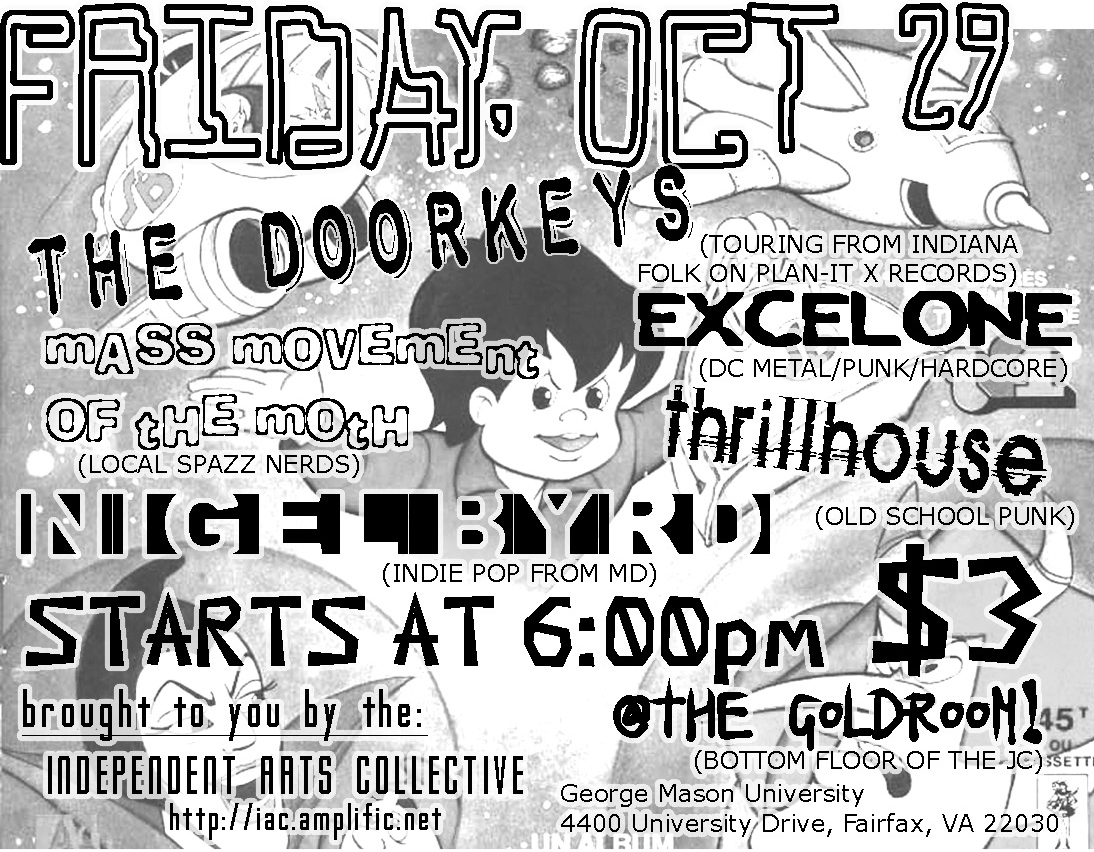 FRIDAY, OCT 29
THE DOORKEYS
(TOURING FROM INDIANA
FOLK ON PLAN-IT X RECORDS)
mASS mOVEmEnt
OF tHE mOtH
(LOCAL SPAZZ NERDS)
EXCELONE
(DC METAL/PUNK/HARDCORE)
thrillhouse
(OLD SCHOOL PUNK)
NIGEL BYRD
(INDIE POP FROM MD)
STARTS AT 6:00pm
$3
@THE GOLDROOM!
(BOTTOM FLOOR OF THE JC)
brought to you by the:
INDEPENDENT ARTS COLLECTIVE
http://iac.amplific.net
George Mason University
4400 University Drive, Fairfax, VA 22030
45T
UN ALBUM